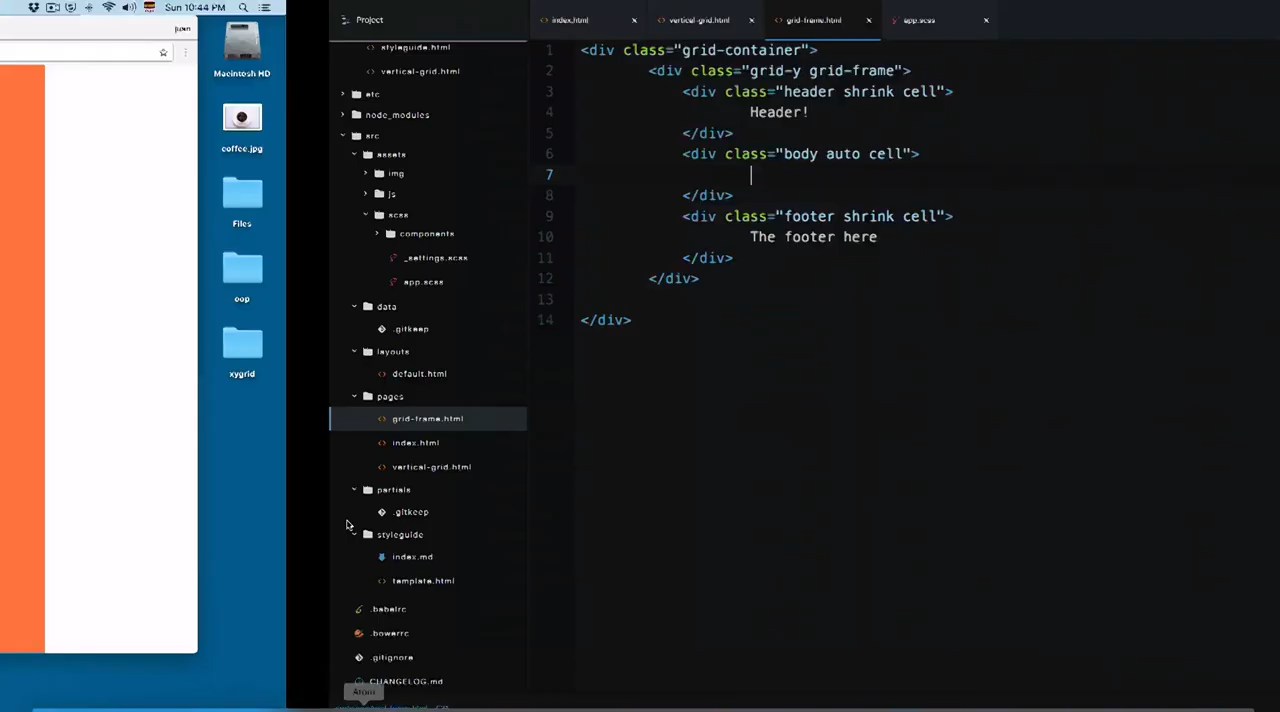 Sun 10:44 PM
juan
Macintosh HD
coffee.jpg
Files
oop
xygrid
Project
styleguide.html
vertical-grid.html
etc
node_modules
src
assets
img
js
scss
components
_settings.scss
app.scss
data
.gitkeep
layouts
default.html
pages
grid-frame.html
index.html
vertical-grid.html
partials
.gitkeep
styleguide
index.md
template.html
.babelrc
.bowerrc
.gitignore
CHANGELOG.md
Atom
index.html
vertical-grid.html
grid-frame.html
app.scss
1 <div class="grid-container">
2 <div class="grid-y grid-frame">
3 <div class="header shrink cell">
4 Header!
5 </div>
6 <div class="body auto cell">
7
8 </div>
9 <div class="footer shrink cell">
10 The footer here
11 </div>
12 </div>
13
14 </div>